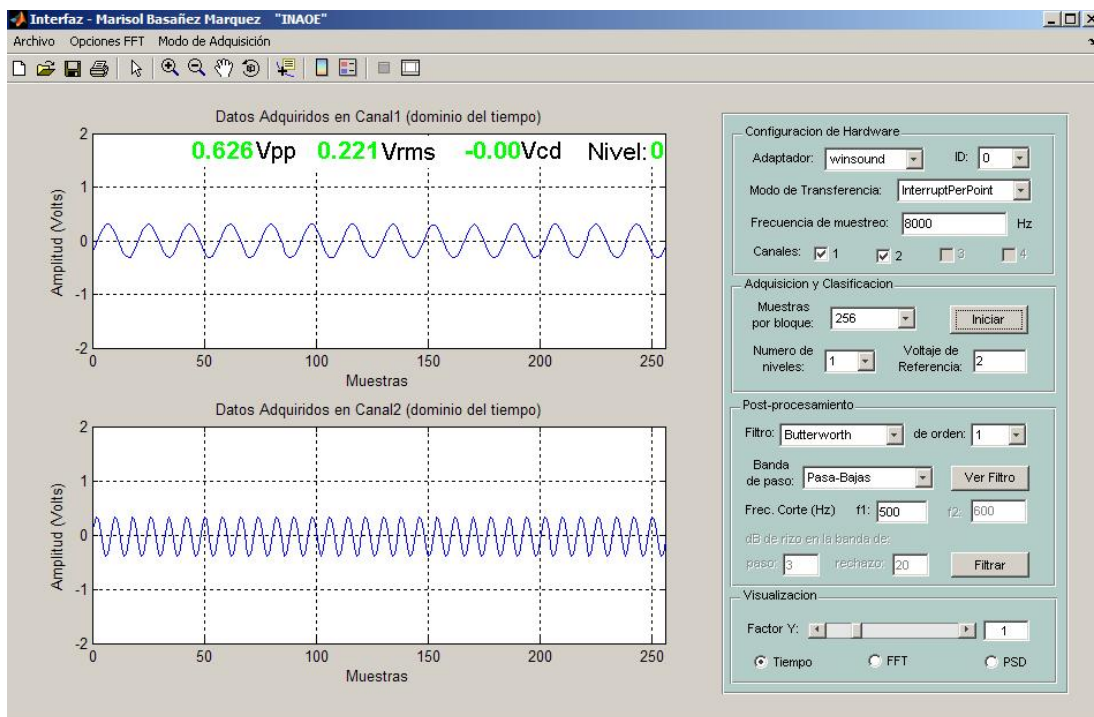 Interfaz - Marisol Basañez Marquez "INAOE"
Archivo Opciones FFT Modo de Adquisición
Datos Adquiridos en Canal1 (dominio del tiempo)
0.626Vpp 0.221Vrms -0.00Vcd Nivel:0
Amplitud (Volts)
2
1
0
-1
-2
0 50 100 150 200 250
Muestras
Datos Adquiridos en Canal2 (dominio del tiempo)
Amplitud (Volts)
2
1
0
-1
-2
0 50 100 150 200 250
Muestras
Configuracion de Hardware
Adaptador: winsound ID: 0
Modo de Transferencia: InterruptPerPoint
Frecuencia de muestreo: 8000 Hz
Canales: 1 2 3 4
Adquisicion y Clasificacion
Muestras
por bloque: 256 Iniciar
Numero de
niveles: 1
Voltaje de
Referencia: 2
Post-procesamiento
Filtro: Butterworth de orden: 1
Banda
de paso: Pasa-Bajas Ver Filtro
Frec. Corte (Hz) f1: 500 f2: 600
dB de rizo en la banda de:
paso: 3 rechazo: 20 Filtrar
Visualizacion
Factor Y: 1
Tiempo FFT PSD